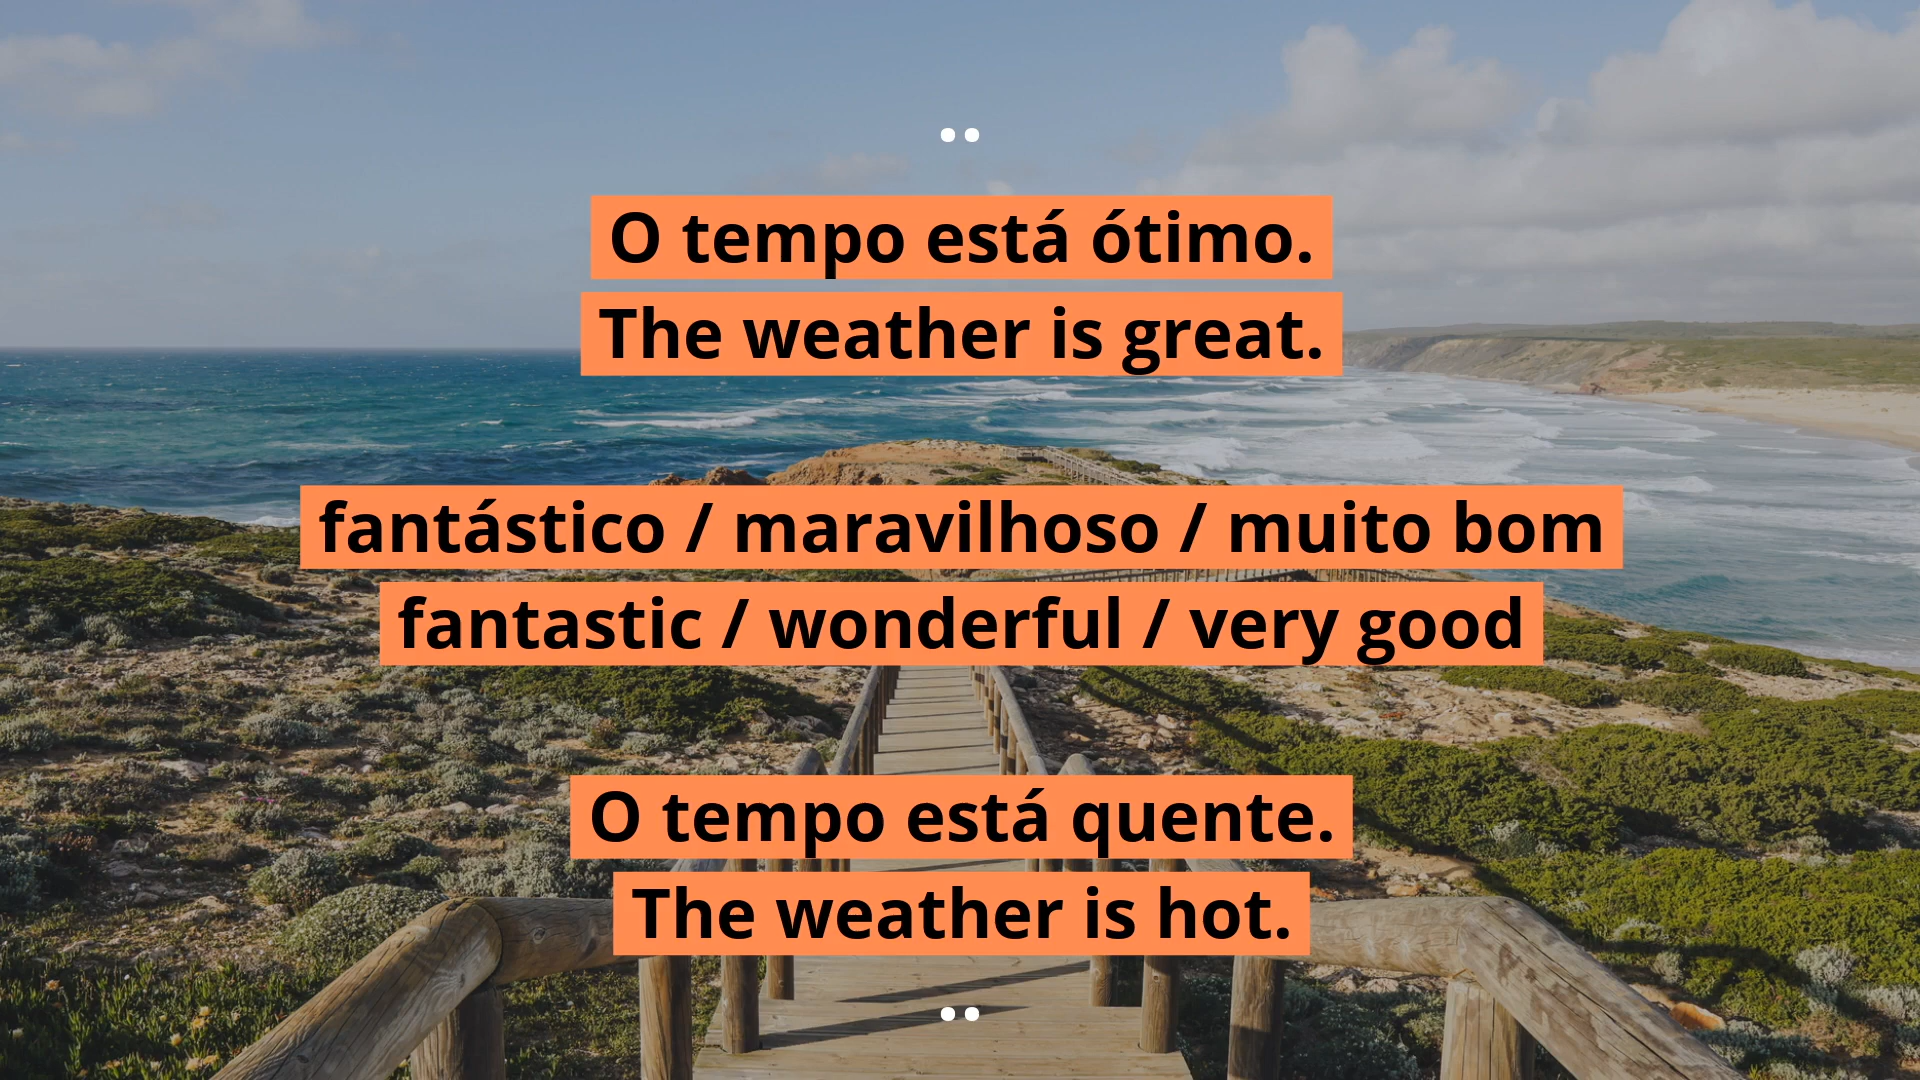 O tempo está ótimo.
The weather is great.
fantástico / maravilhoso / muito bom
fantastic / wonderful / very good
O tempo está quente.
The weather is hot.